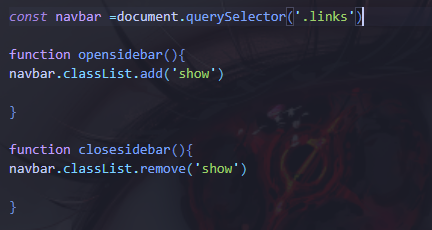 const navbar =document.querySelector('.links')
function opensidebar(){
navbar.classList.add('show')
}
function closesidebar(){
navbar.classList.remove('show')
}